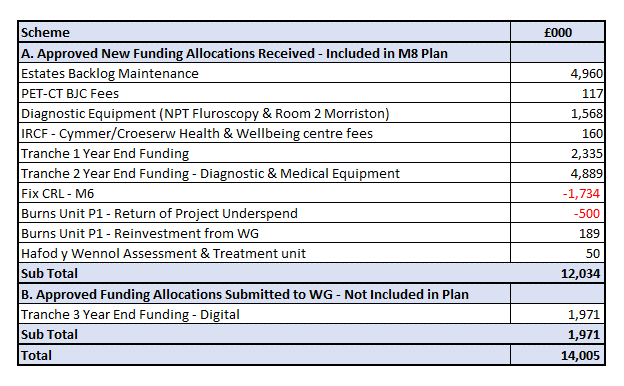 Scheme £000
A. Approved New Funding Allocations Received - Included in M8 Plan
Estates Backlog Maintenance 4,960
PET-CT BJC Fees 117
Diagnostic Equipment (NPT Fluroscopy & Room 2 Morriston) 1,568
IRCF - Cymmer/Croeserw Health & Wellbeing centre fees 160
Tranche 1 Year End Funding 2,335
Tranche 2 Year End Funding - Diagnostic & Medical Equipment 4,889
Fix CRL - M6 -1,734
Burns Unit P1 - Return of Project Underspend -500
Burns Unit P1 - Reinvestment from WG 189
Hafod y Wennol Assessment & Treatment unit 50
Sub Total 12,034
B. Approved Funding Allocations Submitted to WG - Not Included in Plan
Tranche 3 Year End Funding - Digital 1,971
Sub Total 1,971
Total 14,005